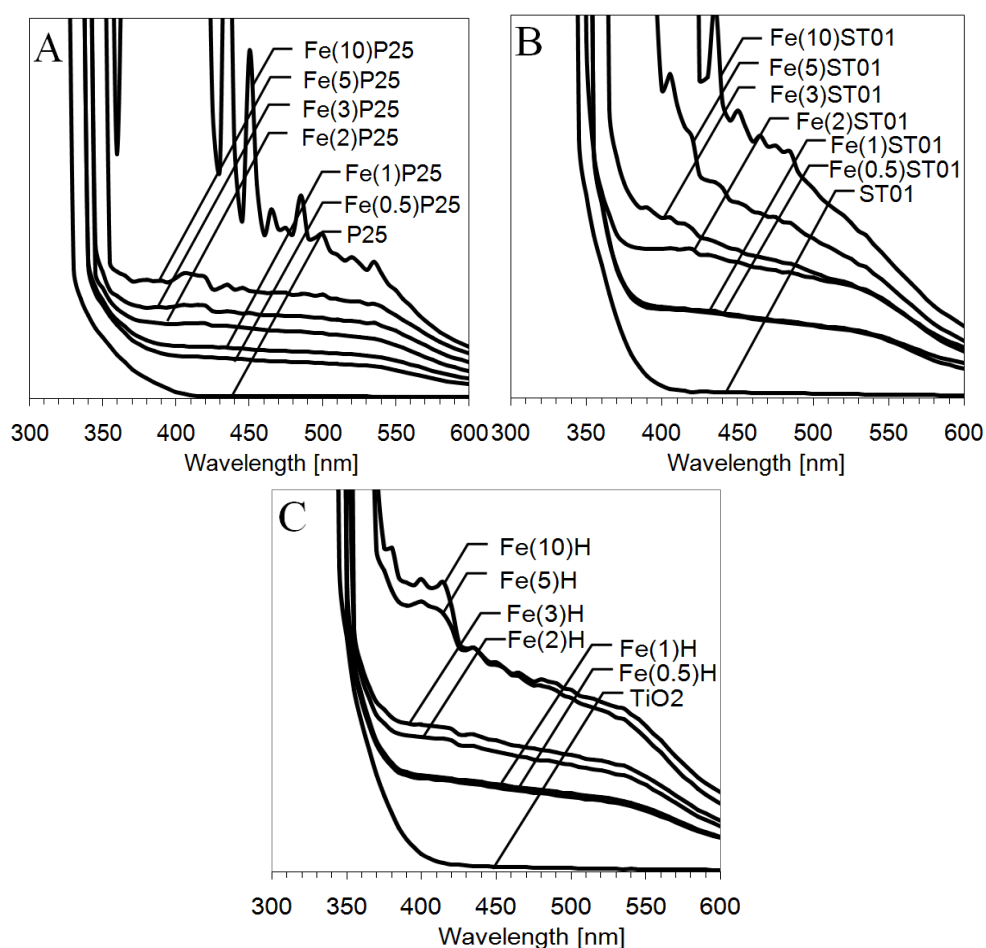 A
Fe(10)P25
Fe(5)P25
Fe(3)P25
Fe(2)P25
Fe(1)P25
Fe(0.5)P25
P25
300 350 400 450 500 550 600
Wavelength [nm]
B
Fe(10)ST01
Fe(5)ST01
Fe(3)ST01
Fe(2)ST01
Fe(1)ST01
Fe(0.5)ST01
ST01
300 350 400 450 500 550 600
Wavelength [nm]
C
Fe(10)H
Fe(5)H
Fe(3)H
Fe(2)H
Fe(1)H
Fe(0.5)H
TiO2
300 350 400 450 500 550 600
Wavelength [nm]